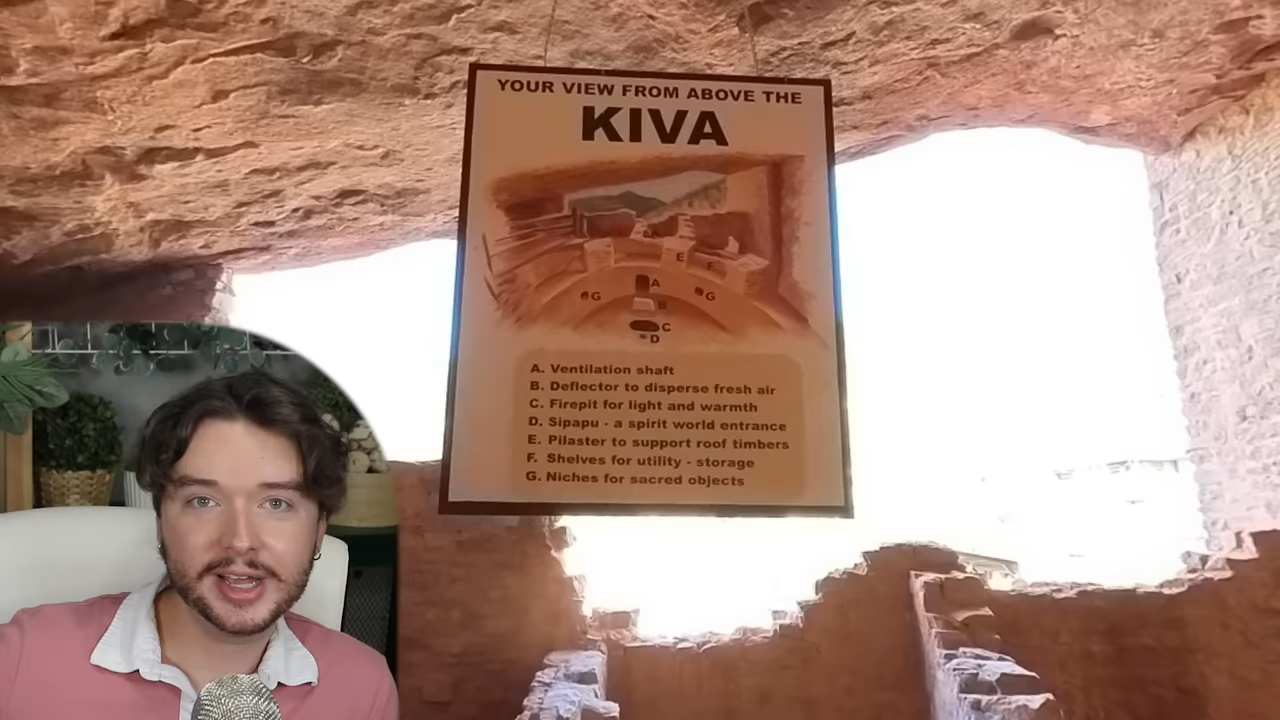 YOUR VIEW FROM ABOVE THE
KIVA
E
F
A
G
G
B
C
D
A. Ventilation shaft
B. Deflector to disperse fresh air
C. Firepit for light and warmth
D. Sipapu - a spirit world entrance
E. Pilaster to support roof timbers
F. Shelves for utility - storage
G. Niches for sacred objects